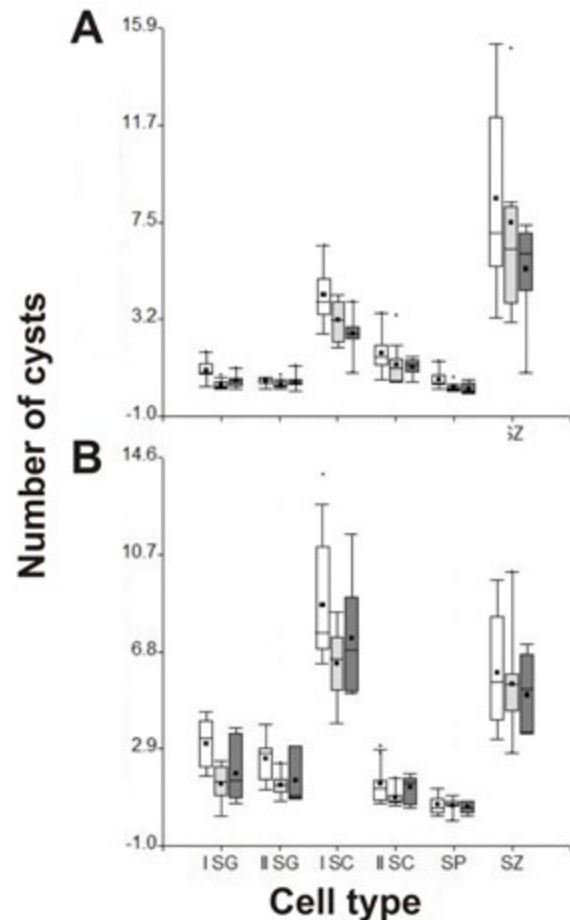 A
15.9
11.7
7.5
3.2
-1.0
SZ
B
14.6
10.7
6.8
2.9
-1.0
I SG II SG I SC II SC SP SZ
Number of cysts
Cell type